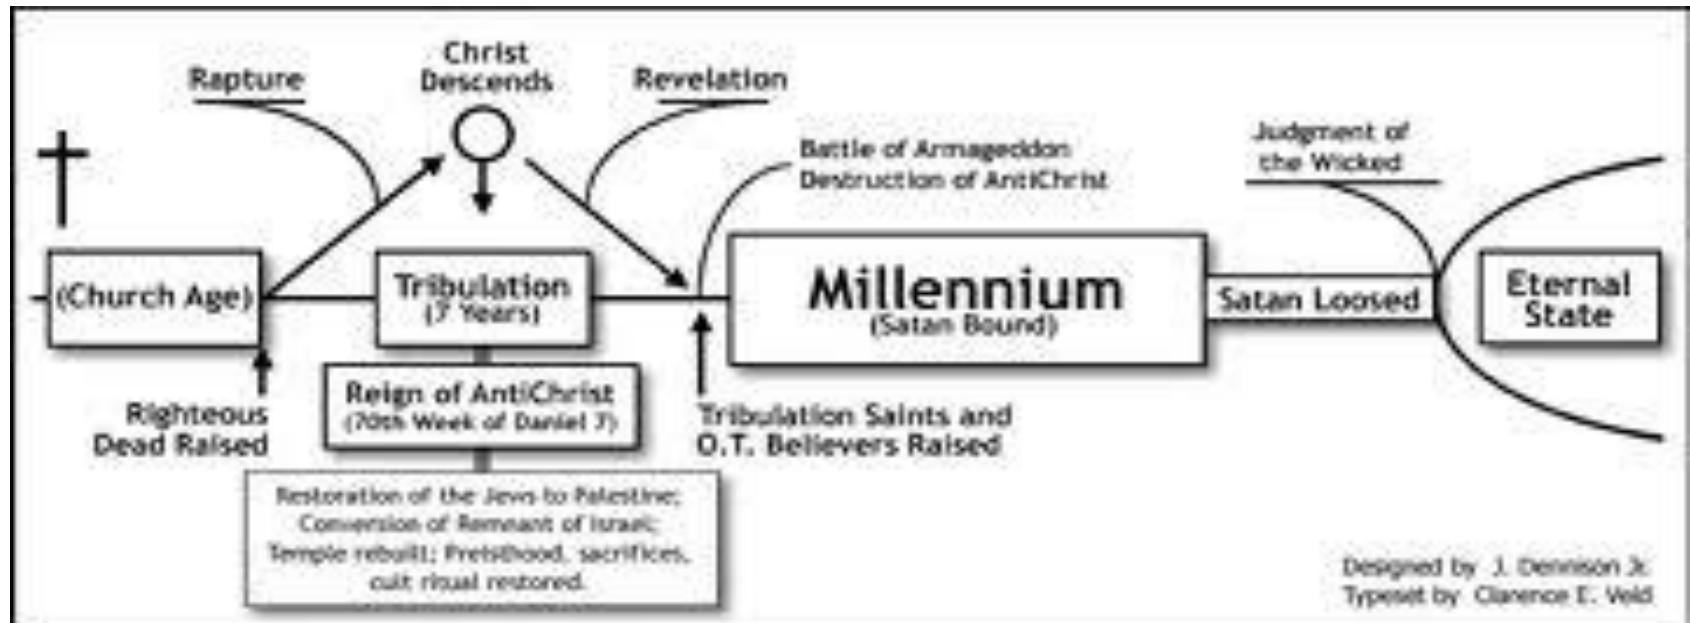 Rapture
Christ
Descends
Revelation
Battle of Armageddon
Destruction of AntiChrist
Judgment of
the Wicked
(Church Age)
Tribulation
(7 Years)
Millennium
(Satan Bound)
Satan Loosed
Eternal
State
Righteous
Dead Raised
Reign of AntiChrist
(70th Week of Daniel 7)
Tribulation Saints and
O.T. Believers Raised
Restoration of the Jews to Palestine;
Conversion of Remnant of Israel;
Temple rebuilt; Preisthood, sacrifices,
cult ritual restored.
Designed by J. Dennison Jr.
Typeset by Clarence E. Veld